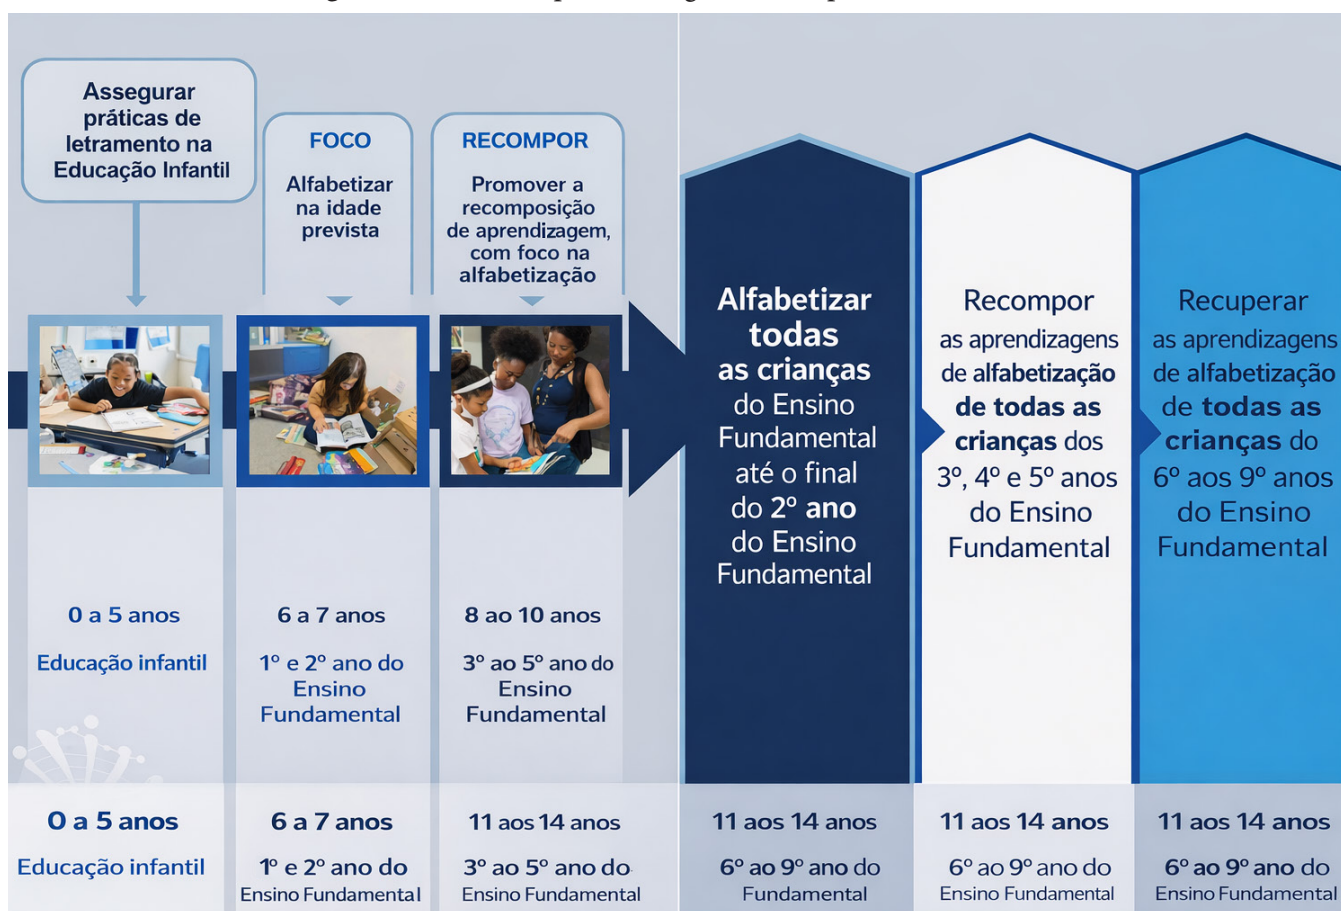 Assegurar
práticas de
letramento na
Educação Infantil
FOCO
Alfabetizar
na idade
prevista
RECOMPOR
Promover a
recomposição
de aprendizagem,
com foco na
alfabetização
0 a 5 anos
Educação infantil
6 a 7 anos
1º e 2º ano do
Ensino
Fundamental
8 ao 10 anos
3º ao 5º ano do
Ensino
Fundamental
Alfabetizar
todas
as crianças
do Ensino
Fundamental
até o final
do 2º ano
do Ensino
Fundamental
Recompor
as aprendizagens
de alfabetização
de todas as
crianças dos
3º, 4º e 5º anos
do Ensino
Fundamental
Recuperar
as aprendizagens
de alfabetização
de todas as
crianças do
6º aos 9º anos
do Ensino
Fundamental
0 a 5 anos
Educação infantil
6 a 7 anos
1º e 2º ano do
Ensino Fundamental
11 aos 14 anos
3º ao 5º ano do
Ensino Fundamental
11 aos 14 anos
6º ao 9º ano do
Fundamental
11 aos 14 anos
6º ao 9º ano do
Ensino Fundamental
11 aos 14 anos
6º ao 9º ano do
Ensino Fundamental